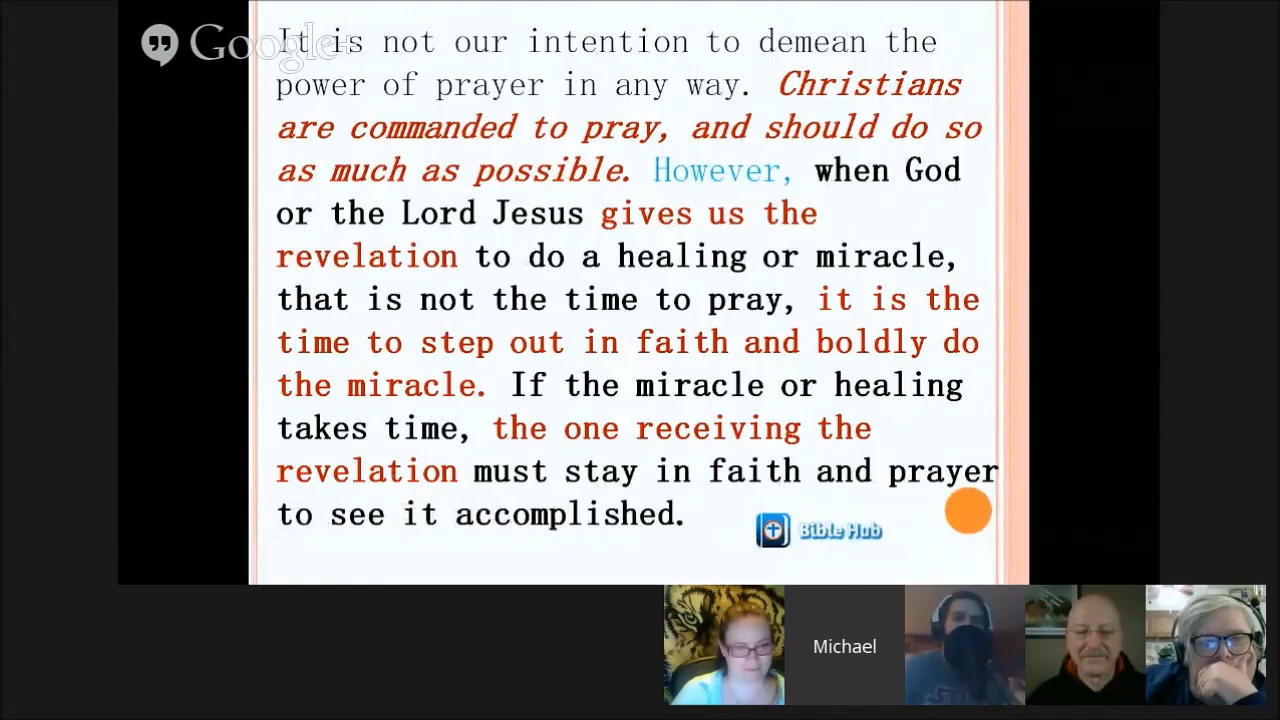 Google+
It is not our intention to demean the
power of prayer in any way. Christians
are commanded to pray, and should do so
as much as possible. However, when God
or the Lord Jesus gives us the
revelation to do a healing or miracle,
that is not the time to pray, it is the
time to step out in faith and boldly do
the miracle. If the miracle or healing
takes time, the one receiving the
revelation must stay in faith and prayer
to see it accomplished.
Bible Hub
Michael